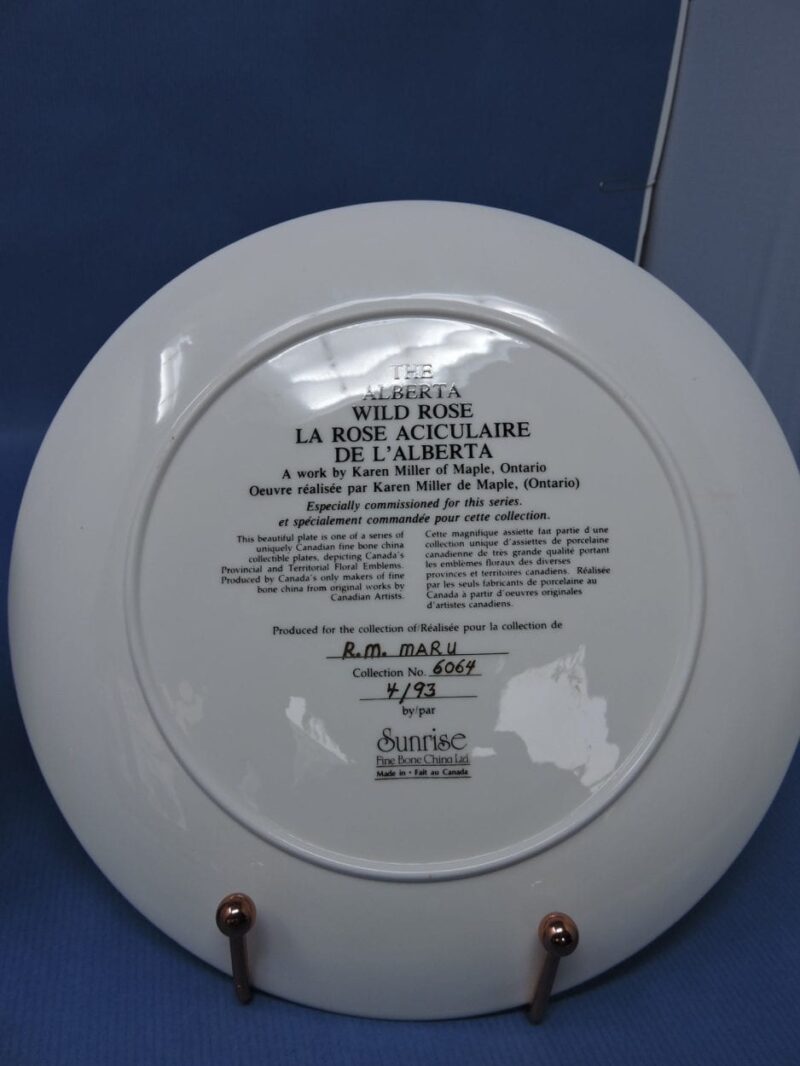 THE
ALBERTA
WILD ROSE
LA ROSE ACICULAIRE
DE L'ALBERTA
A work by Karen Miller of Maple, Ontario
Oeuvre réalisée par Karen Miller de Maple, (Ontario)
Especially commissioned for this series.
et spécialement commandée pour cette collection.
This beautiful plate is one of a series of
uniquely Canadian fine bone china
collectible plates, depicting Canada's
Provincial and Territorial Floral Emblems.
Produced by Canada's only makers of fine
bone china from original works by
Canadian Artists.
Cette magnifique assiette fait partie d'une
collection unique d'assiettes de porcelaine
canadienne de très grande qualité portant
les emblèmes floraux des diverses
provinces et territoires canadiens. Réalisée
par les seuls fabricants de porcelaine au
Canada à partir d'oeuvres originales
d'artistes canadiens.
Produced for the collection of/Réalisée pour la collection de
R.M. MARU
Collection No. 6064
4/93
by/par
Sunrise
Fine Bone China Ltd.
Made in • Fait au Canada